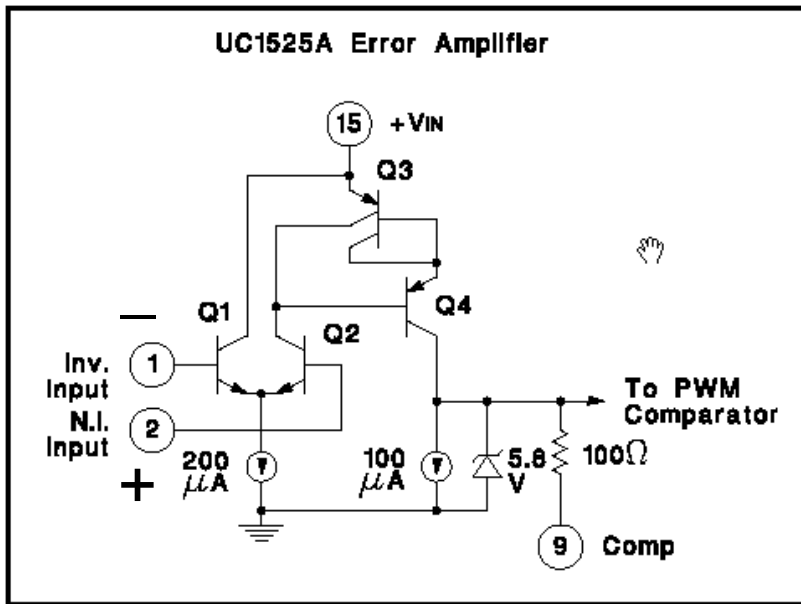 UC1525A Error Amplifier
15 +VIN
Q3
Q4
Q1
Q2
−
Inv.
Input
1
N.I.
Input
2
+
200
μA
100
μA
5.8
V
100Ω
To PWM
Comparator
9 Comp